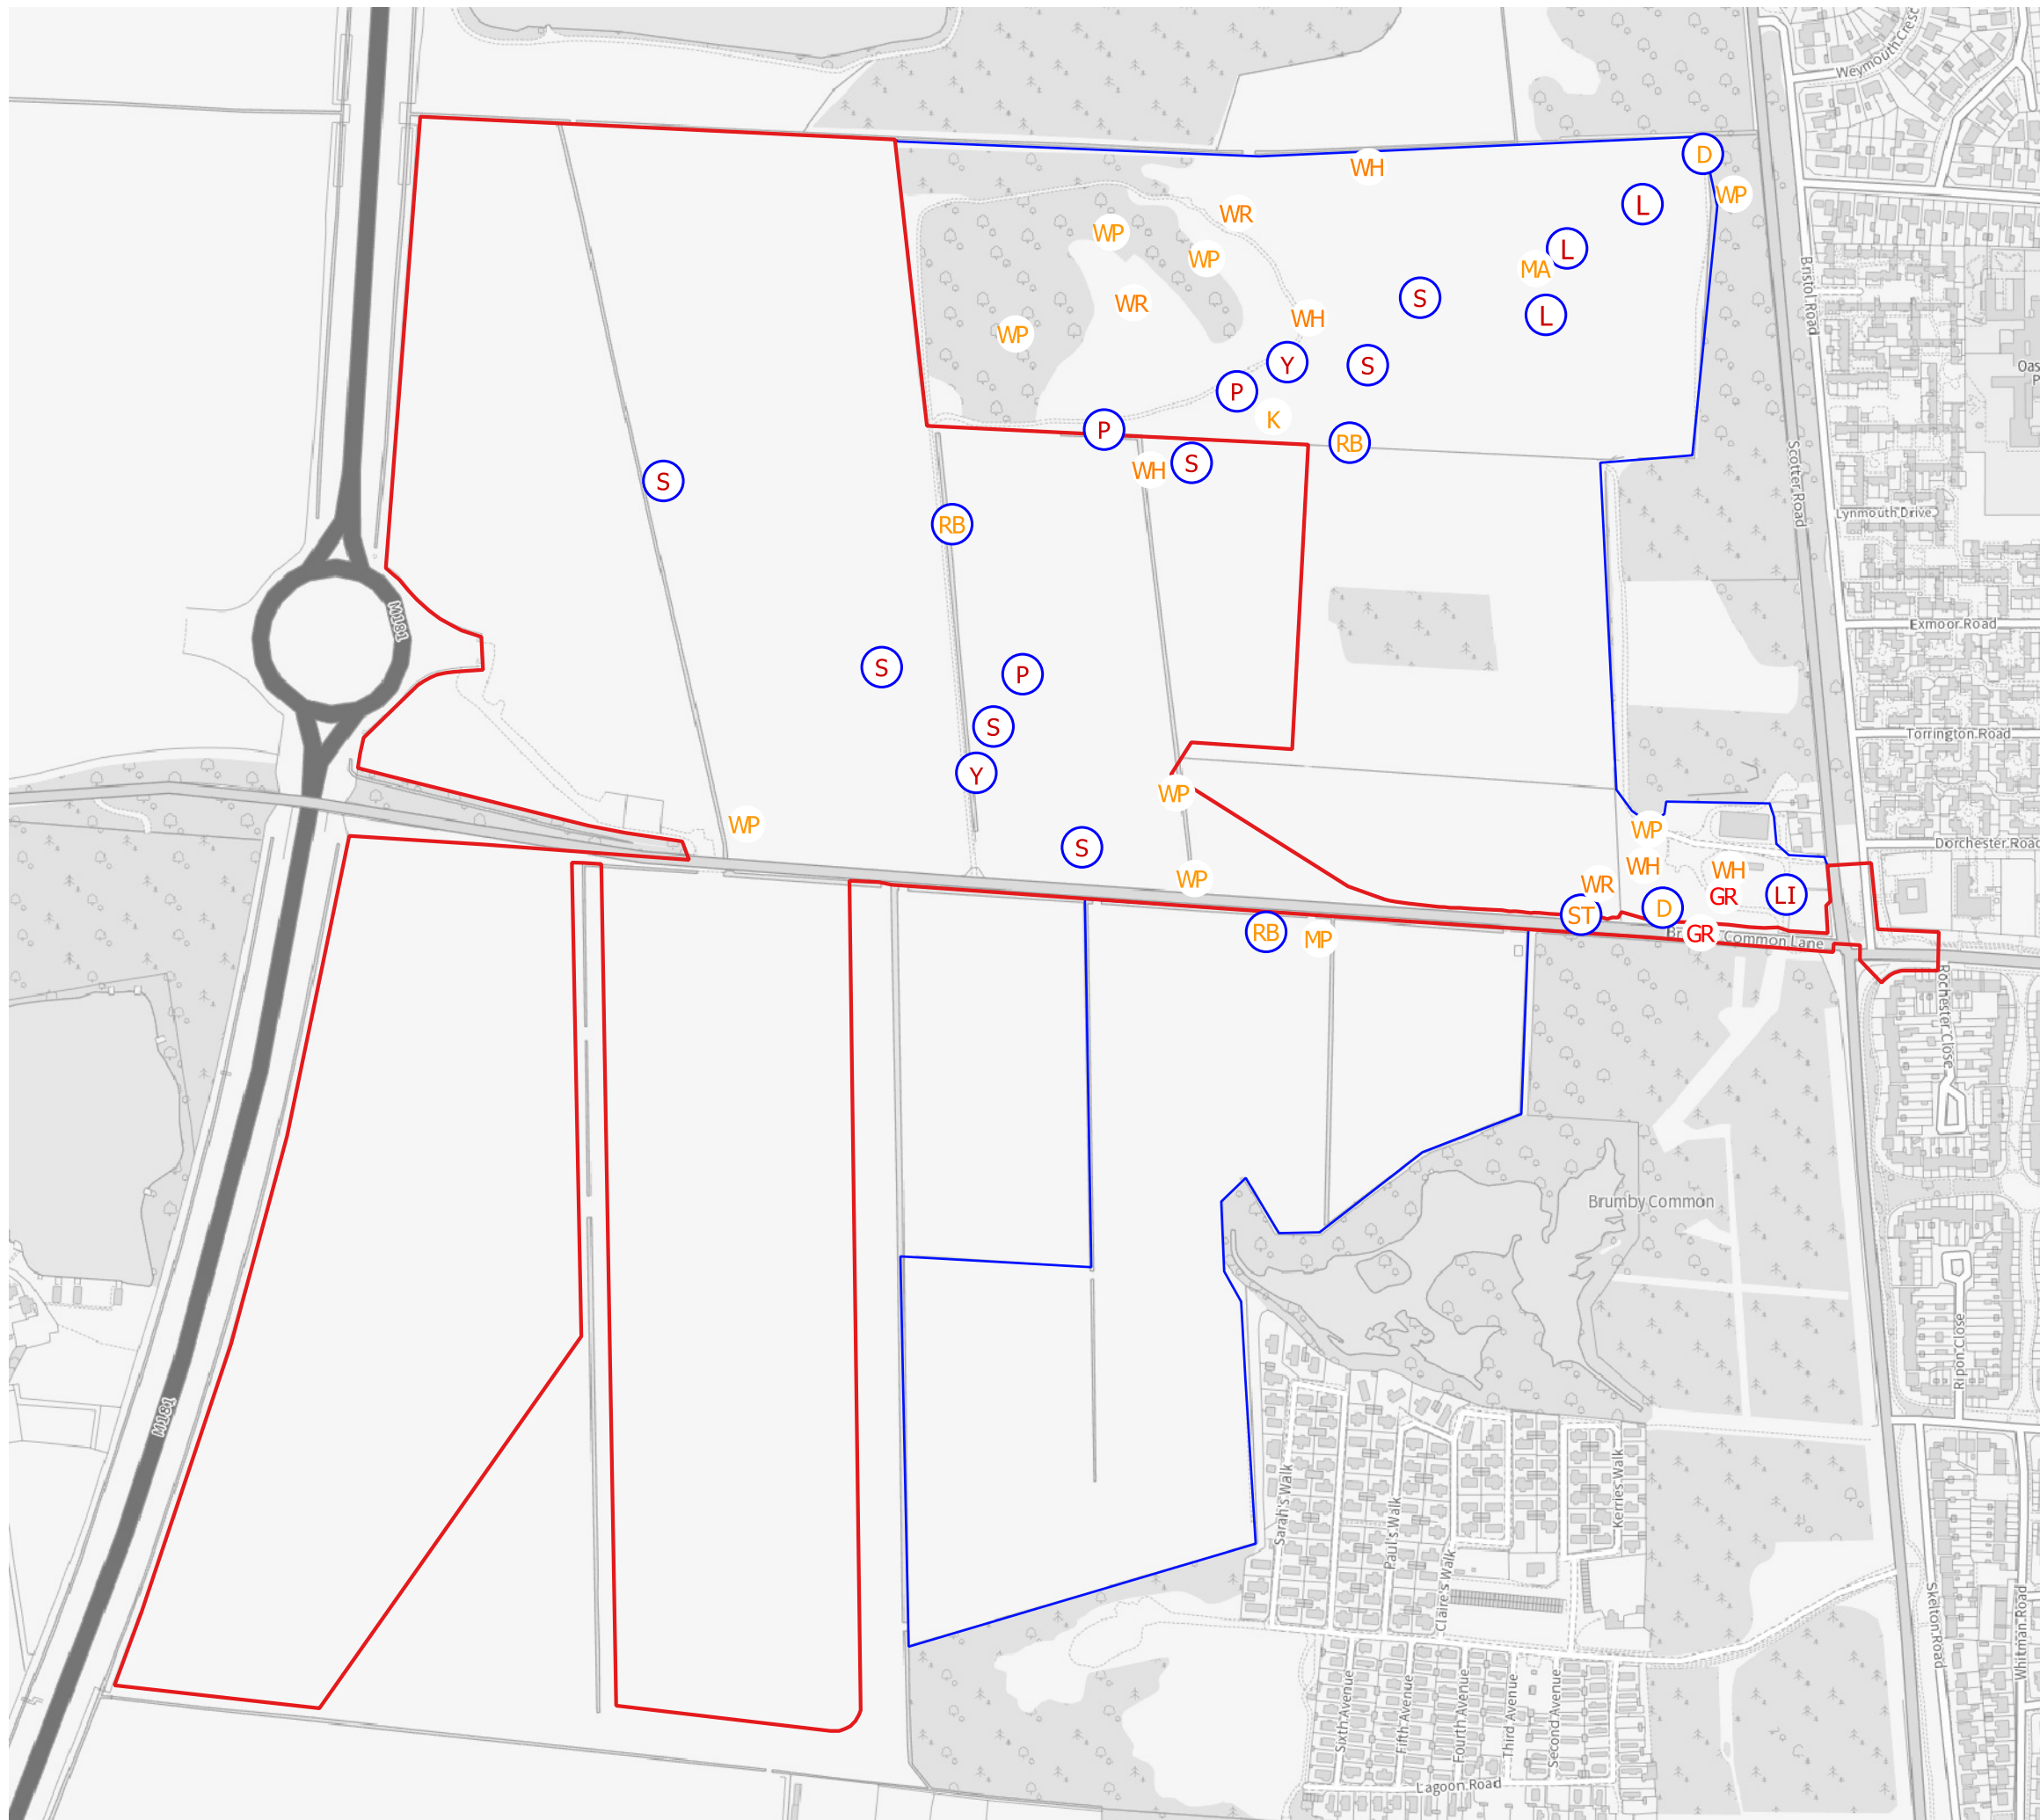 Weymouth Cresc
WH
D
WP
WR
L
WP
L
WP
MA
Bristol Road
S
WR
L
WH
WP
Y
S
Oas
P
P
K
P
RB
WH
S
S
Scotter Road
RB
Lynmouth Drive
M181
Exmoor Road
S
P
S
Torrington Road
Y
WP
WP
WP
S
Dorchester Road
WH
WH
WP
WR
GR
LI
ST
D
RB
MP
GR
Common Lane
Rochester Close
Brumby Common
Ripon Close
M181
Sarah's Walk
Paul's Walk
Kerries Walk
Claire's Walk
Skelton Road
Whitman Road
Sixth Avenue
Fifth Avenue
Fourth Avenue
Third Avenue
Second Avenue
Lagoon Road